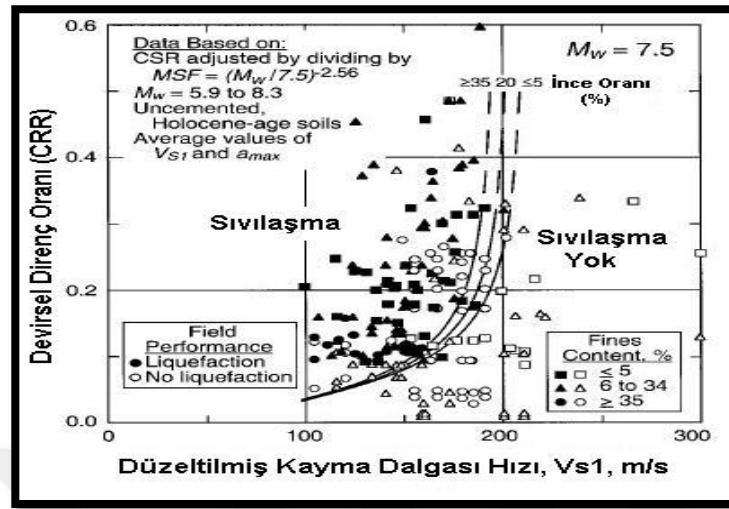 0.6
Data Based on:
CSR adjusted by dividing by
MSF = (Mw/7.5)-2.56
Mw = 5.9 to 8.3
Uncemented,
Holocene-age soils
Average values of
VS1 and amax
Mw = 7.5
≥35 20 ≤5 İnce Oranı
(%)
Devirsel Direnç Oranı (CRR)
0.4
Sıvılaşma
Sıvılaşma
Yok
0.2
Field
Performance
● Liquefaction
○ No liquefaction
Fines
Content, %
■ □ ≤ 5
▲ △ 6 to 34
● ○ ≥ 35
0.0
0
100
200
300
Düzeltilmiş Kayma Dalgası Hızı, Vs1, m/s